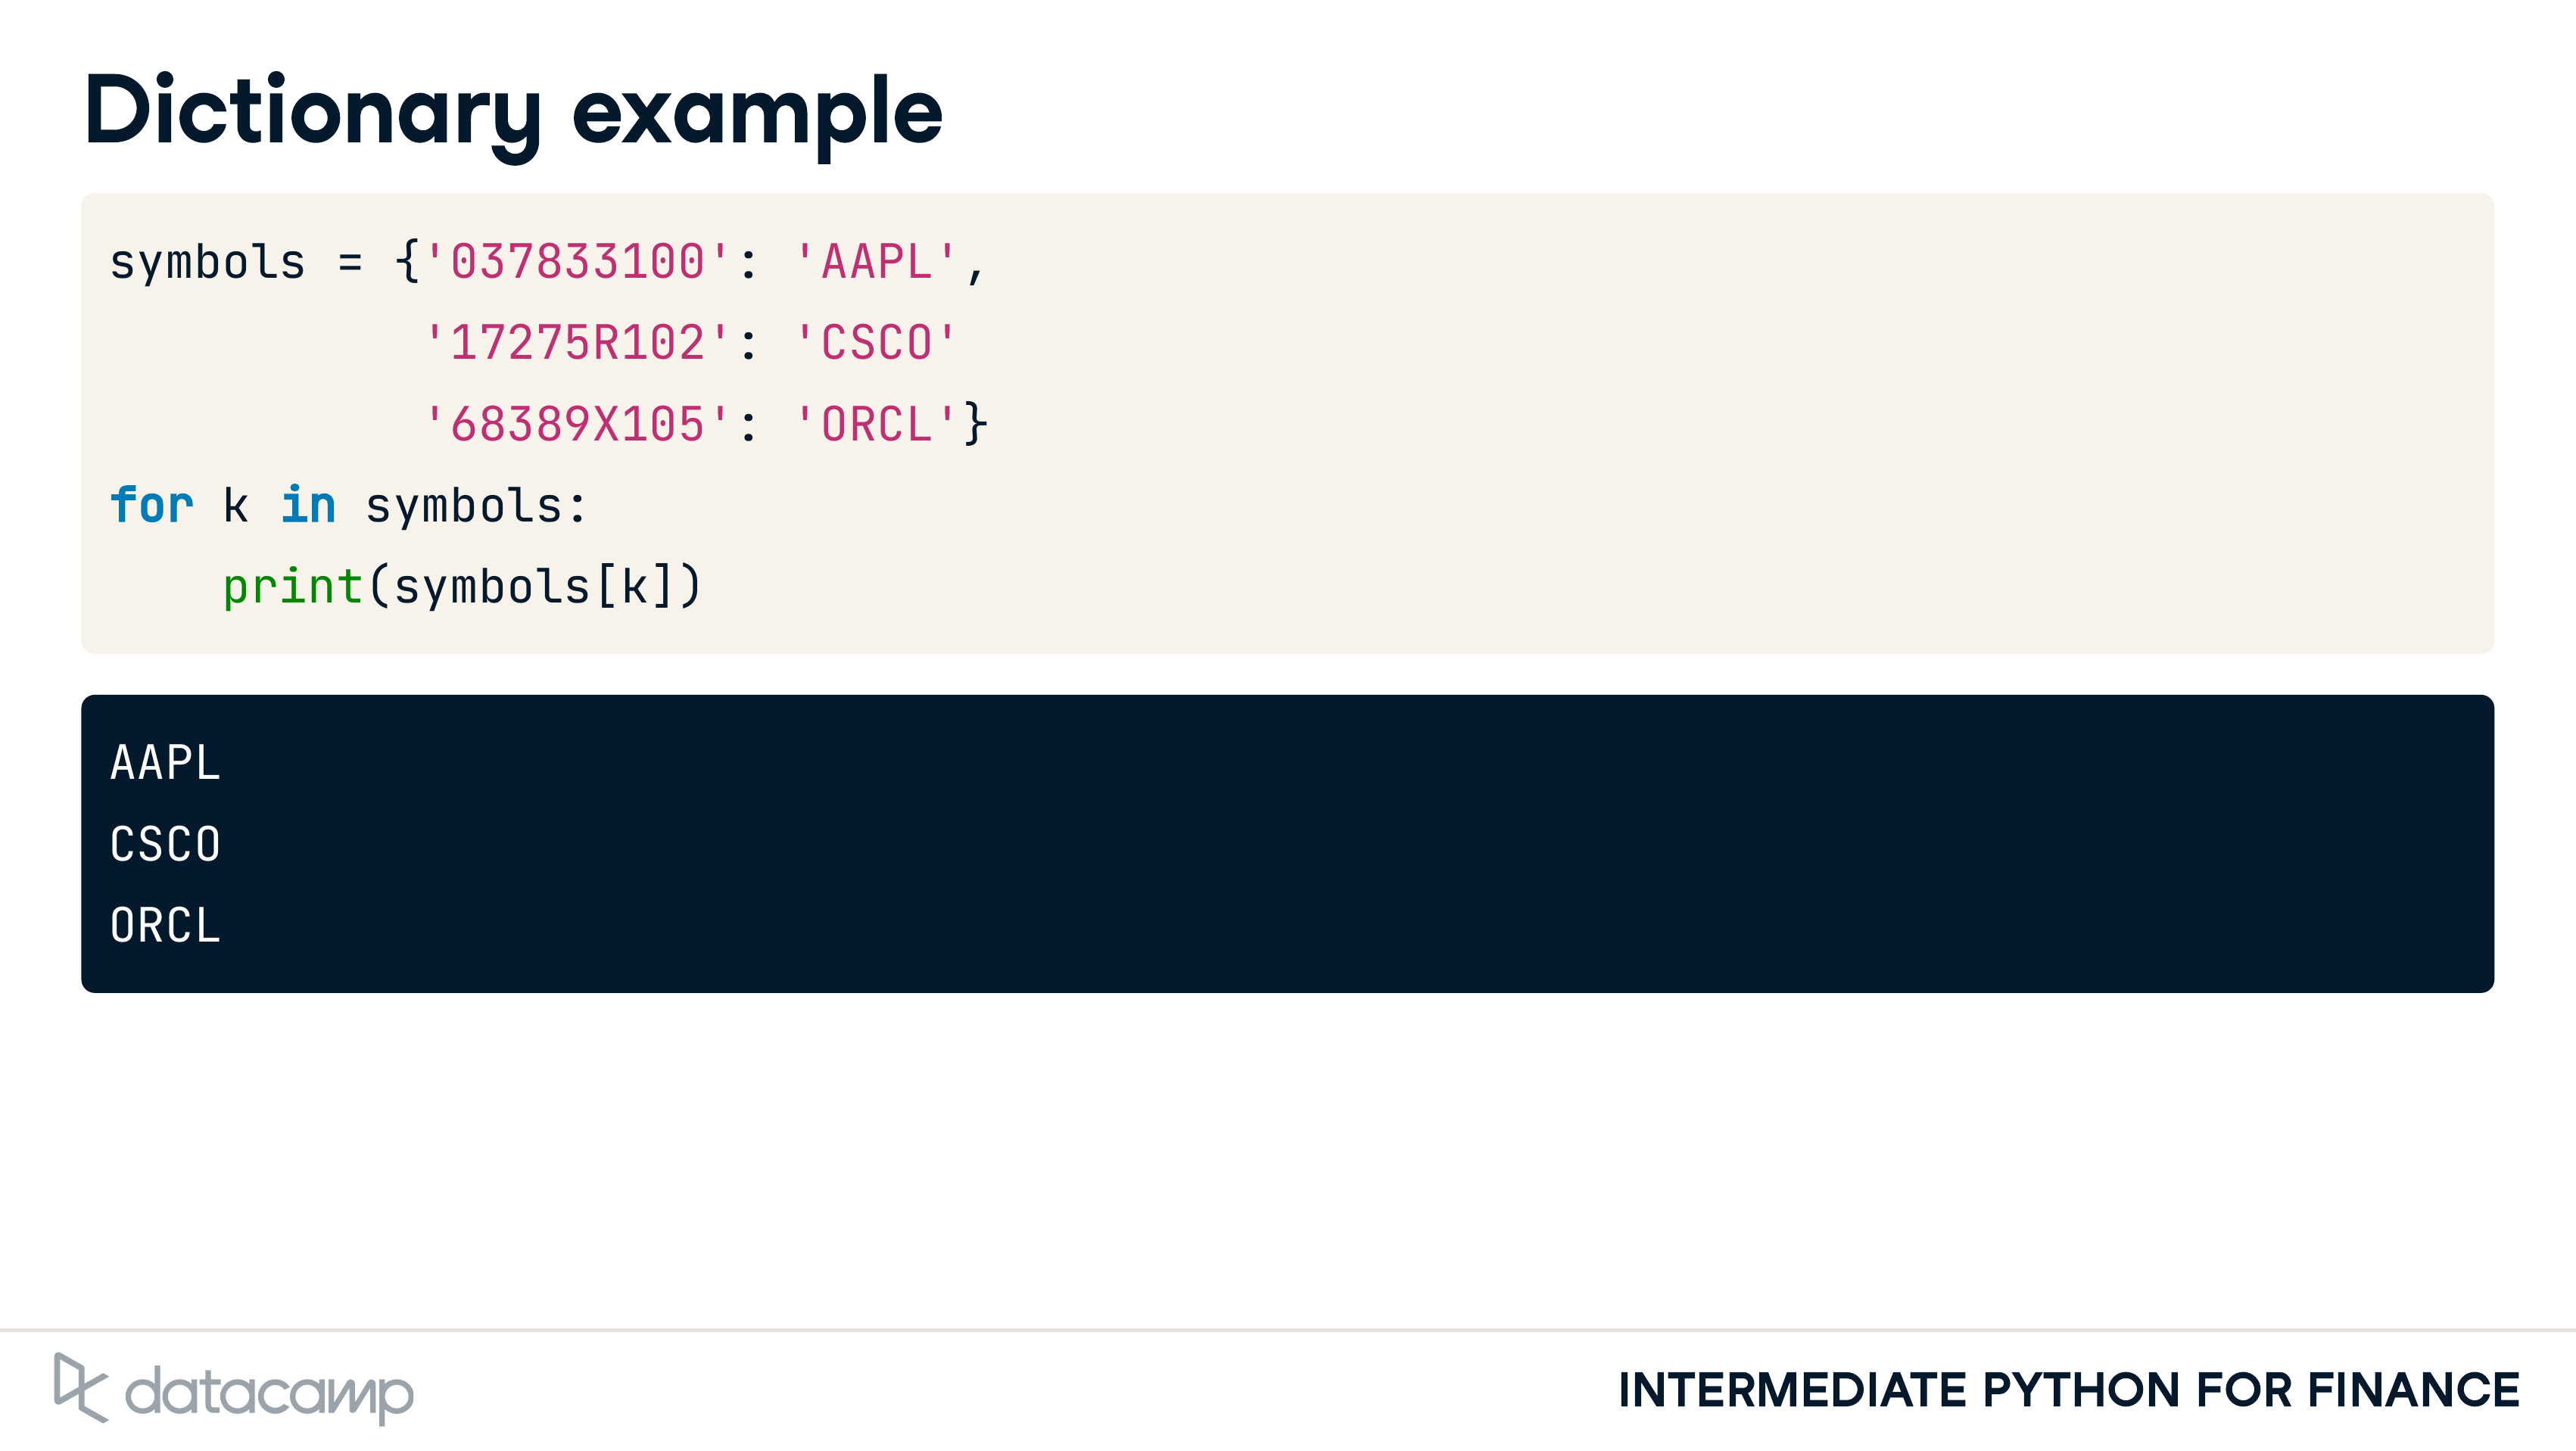 Dictionary example
symbols = {'037833100': 'AAPL',
           '17275R102': 'CSCO'
           '68389X105': 'ORCL'}
for k in symbols:
    print(symbols[k])
AAPL
CSCO
ORCL
datacamp
INTERMEDIATE PYTHON FOR FINANCE